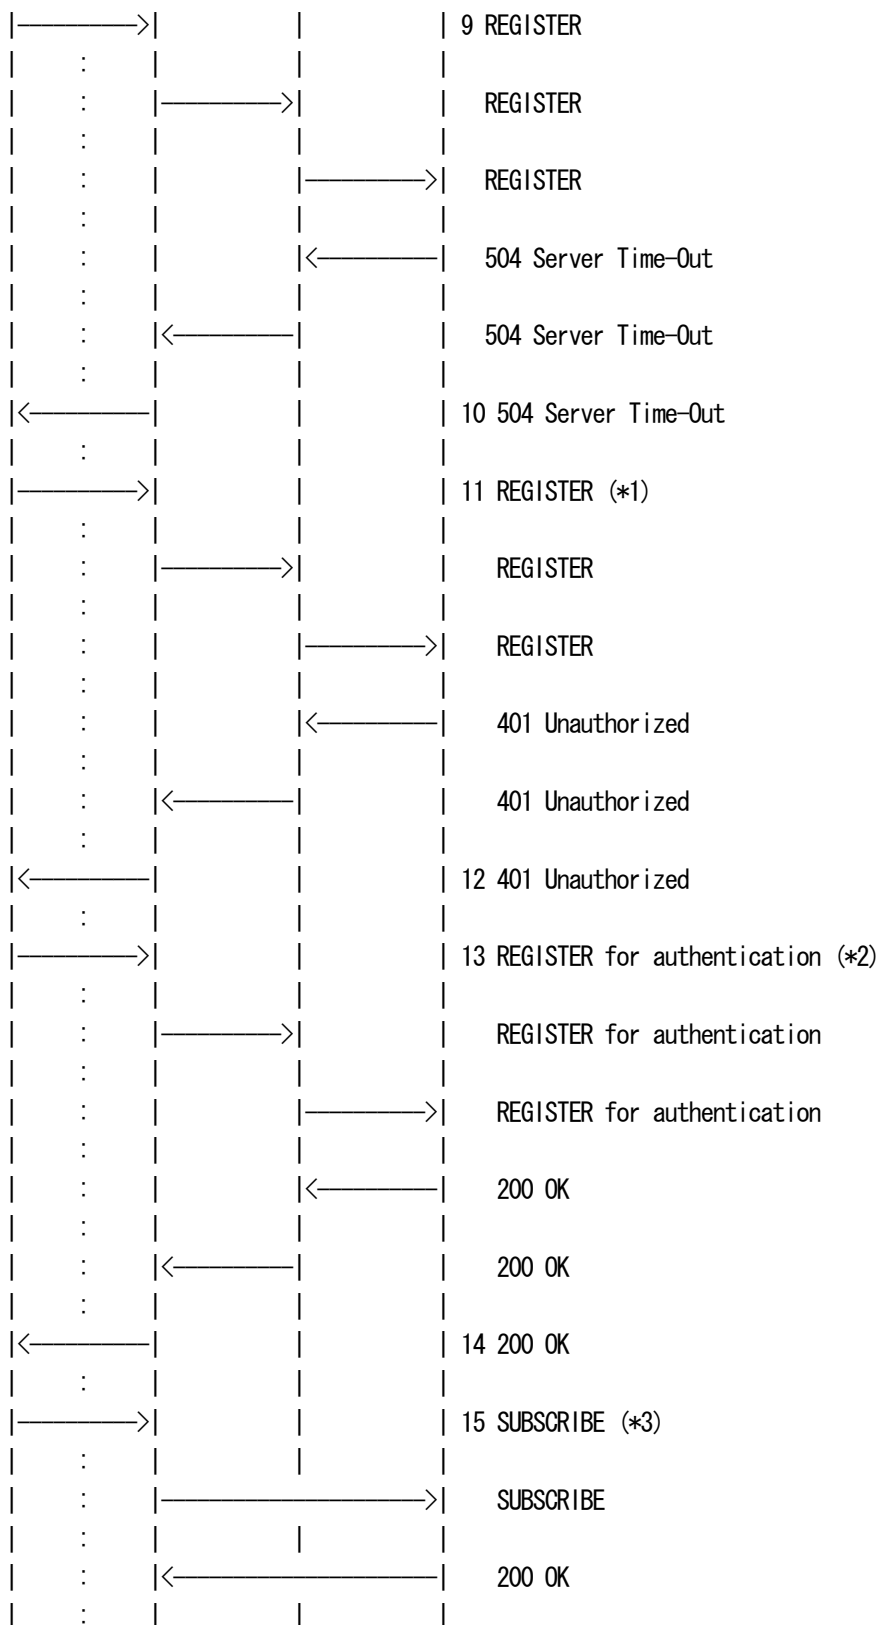 9 REGISTER
REGISTER
REGISTER
504 Server Time-Out
504 Server Time-Out
10 504 Server Time-Out
11 REGISTER (*1)
REGISTER
REGISTER
401 Unauthorized
401 Unauthorized
12 401 Unauthorized
13 REGISTER for authentication (*2)
REGISTER for authentication
REGISTER for authentication
200 OK
200 OK
14 200 OK
15 SUBSCRIBE (*3)
SUBSCRIBE
200 OK